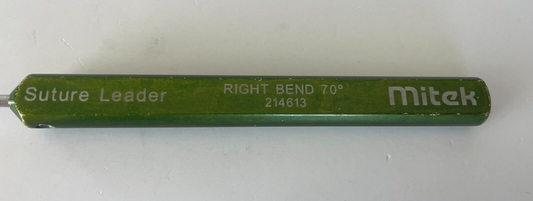 Suture Leader
RIGHT BEND 70°
214613
Mitek